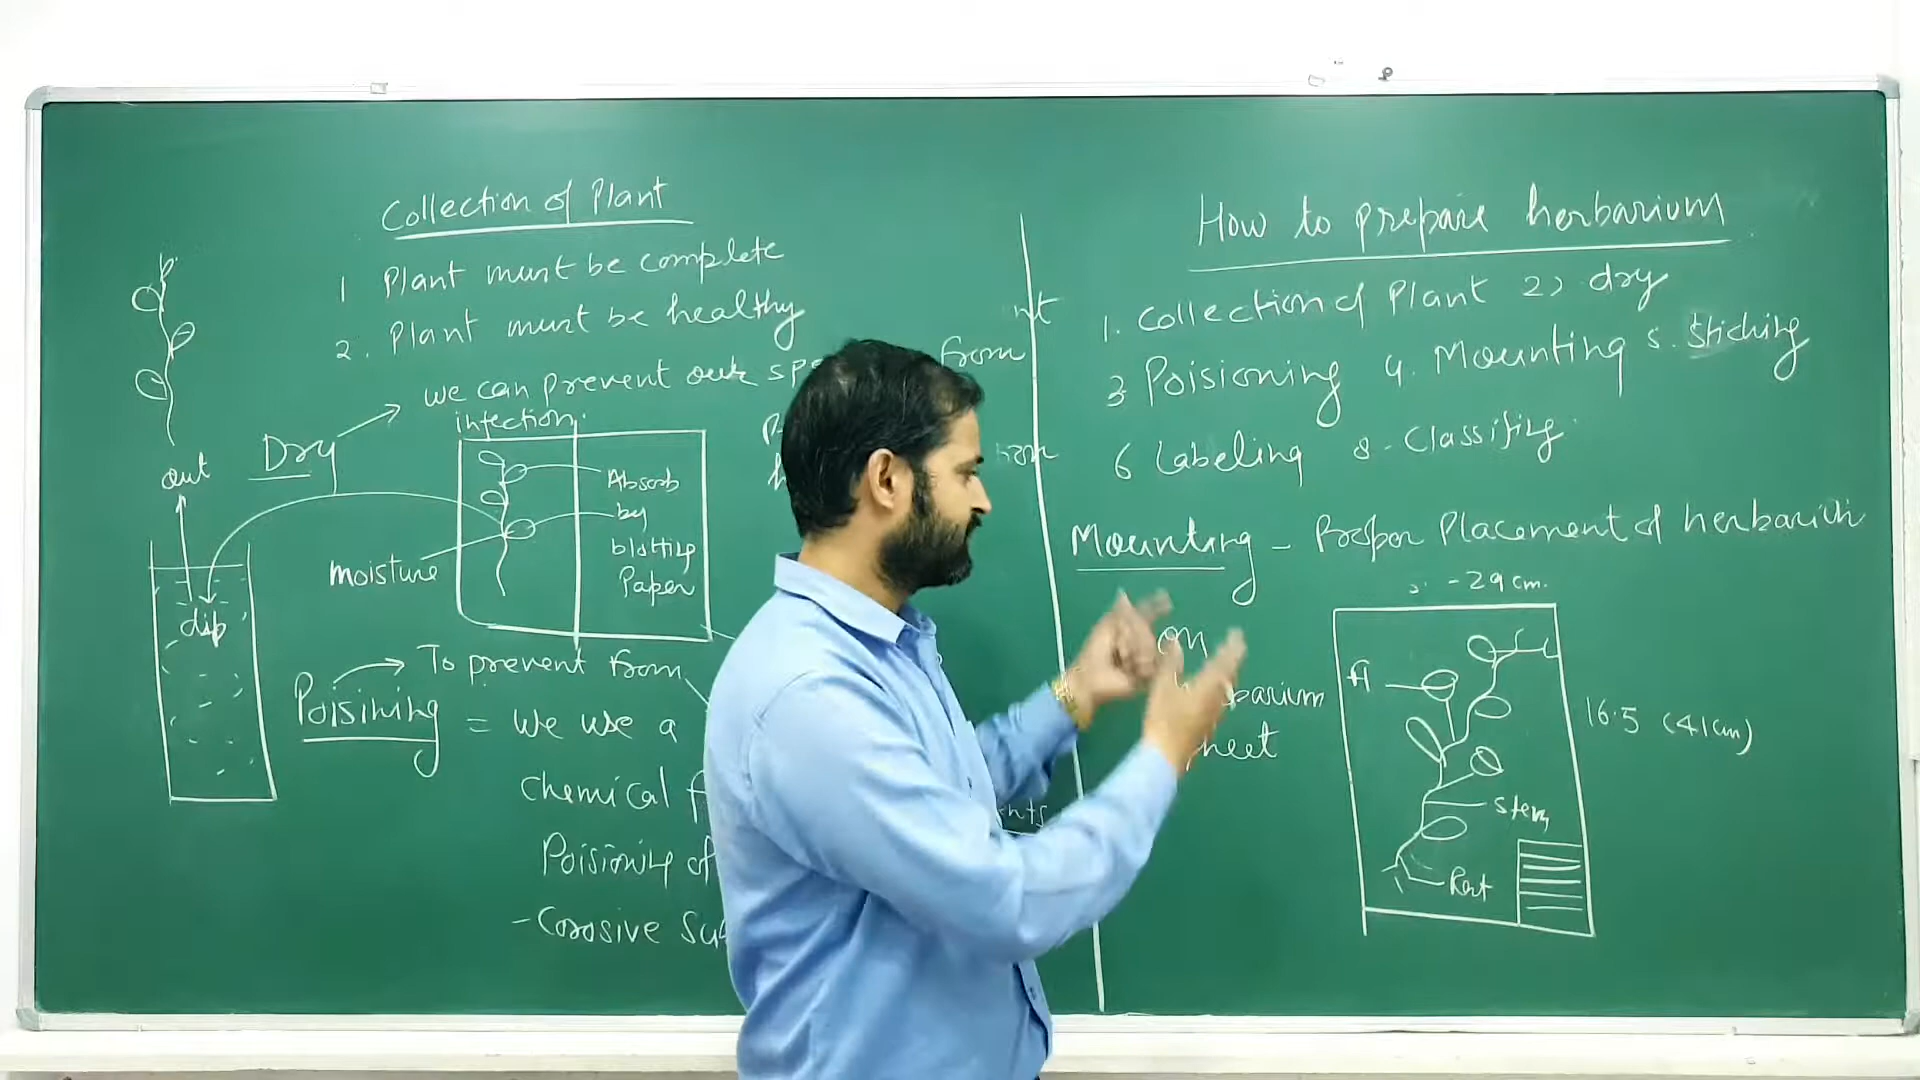 Collection of Plant
1 Plant must be complete
2. Plant must be healthy
we can prevent our
from
infection.
Dry
out
dip
moisture
Absorb
by
blotting
Paper
To prevent from
Poisining = we use a
chemical
Poisioning of
- Corosive
How to prepare herbarium
1. Collection of Plant 2) dry
3 Poisioning 4. Mounting 5. Stiching
6 Labeling 8. Classifing
Mounting - Proper Placement of herbarium
on
29 cm.
Fl
16.5 (41cm)
Stem
Root